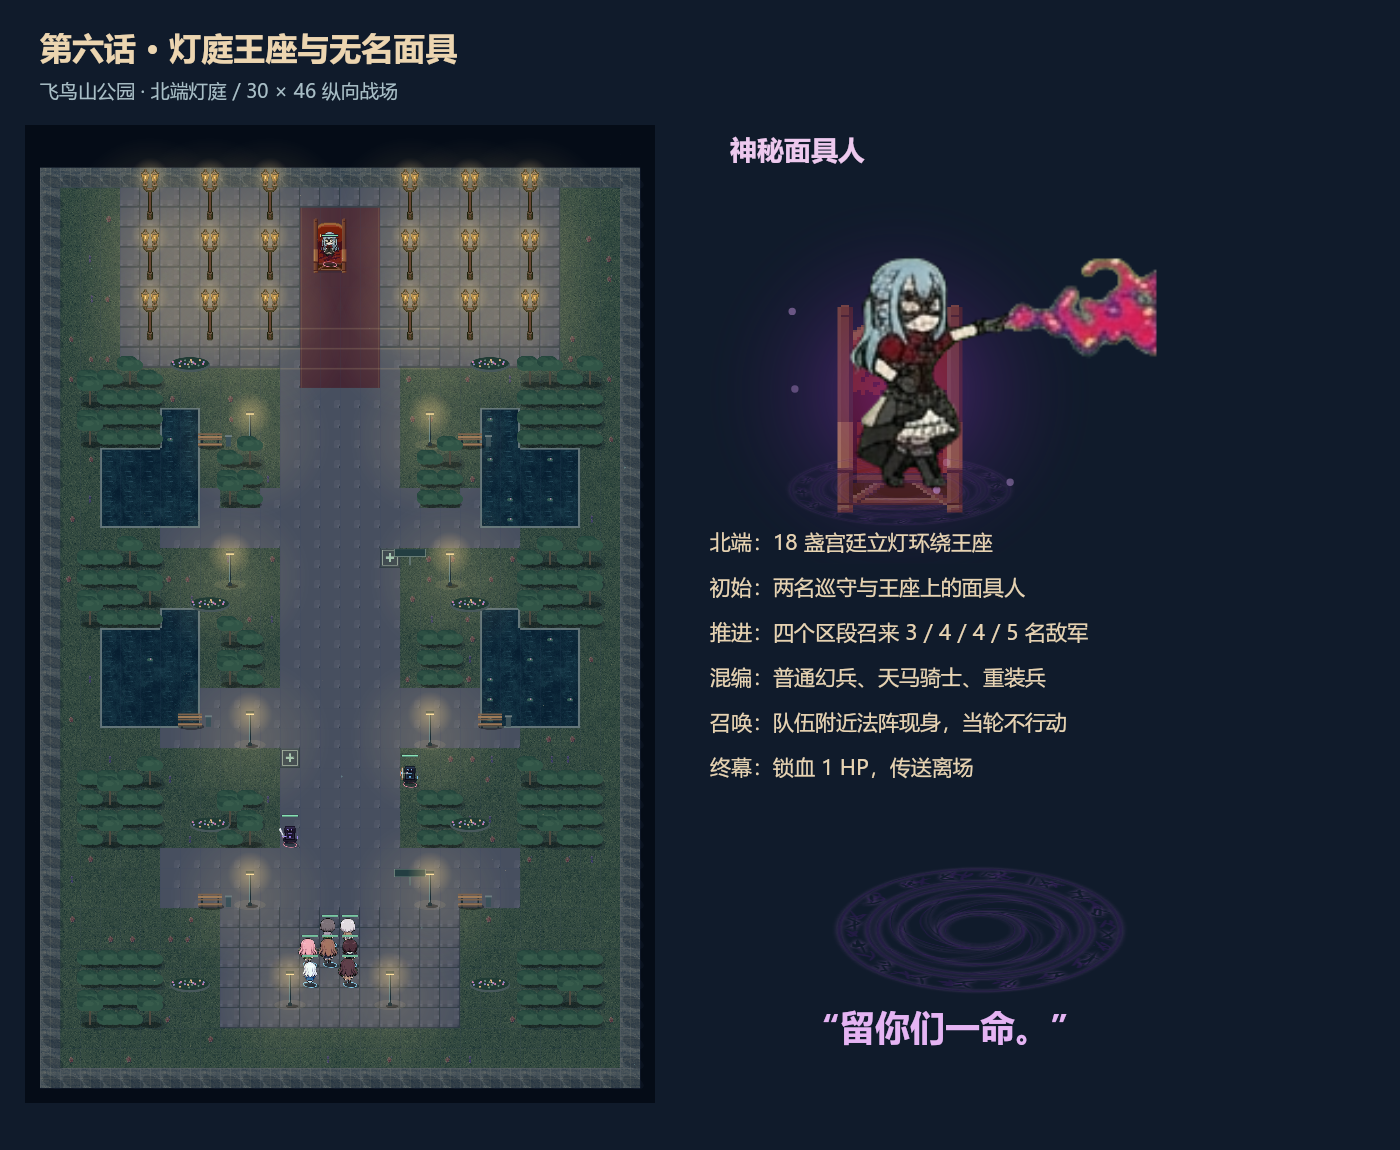 第六话·灯庭王座与无名面具
飞鸟山公园 · 北端灯庭 / 30 × 46 纵向战场
神秘面具人
北端：18 盏宫廷立灯环绕王座
初始：两名巡守与王座上的面具人
推进：四个区段召来 3 / 4 / 4 / 5 名敌军
混编：普通幻兵、天马骑士、重装兵
召唤：队伍附近法阵现身，当轮不行动
终幕：锁血 1 HP，传送离场
“留你们一命。”